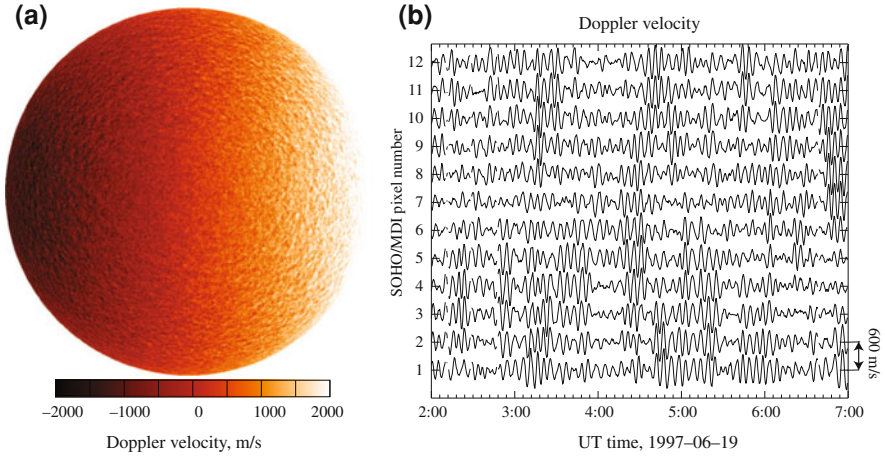 (a)
−2000 −1000 0 1000 2000
Doppler velocity, m/s
(b)
Doppler velocity
SOHO/MDI pixel number
12
11
10
9
8
7
6
5
4
3
2
1
600 m/s
2:00 3:00 4:00 5:00 6:00 7:00
UT time, 1997−06−19